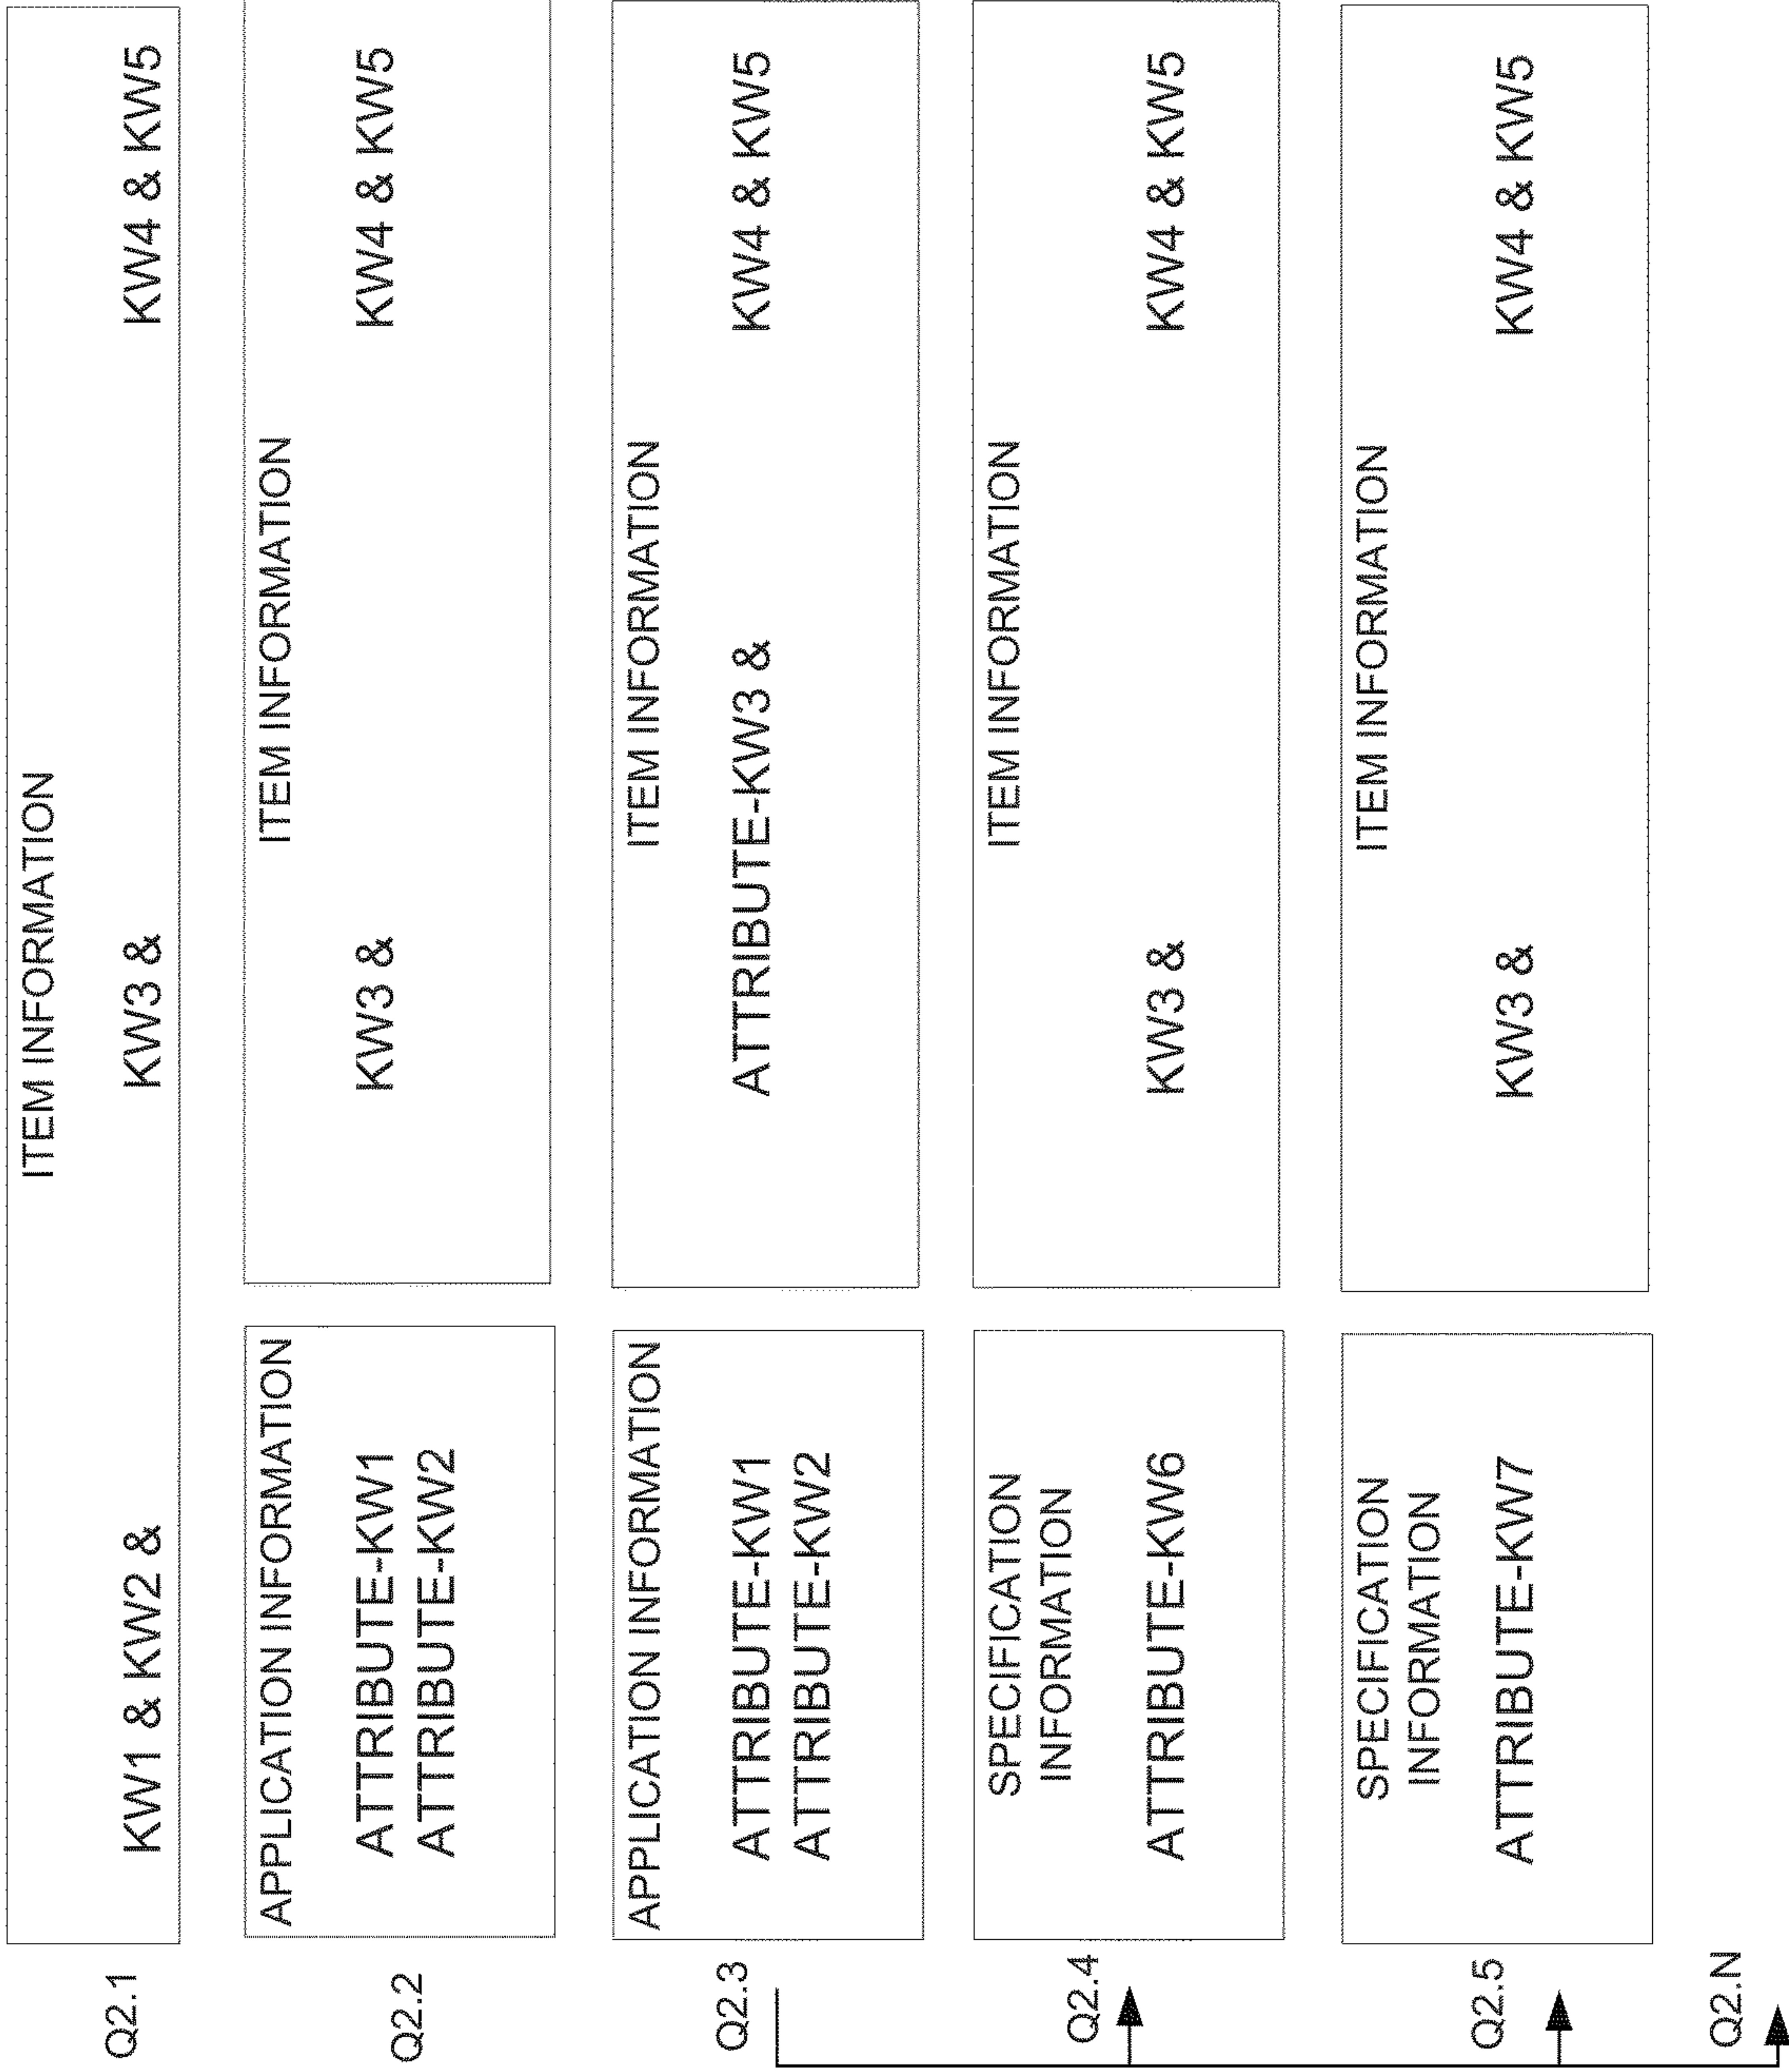 Q2.1
ITEM INFORMATION
KW1 & KW2 & KW3 & KW4 & KW5
Q2.2
APPLICATION INFORMATION
ATTRIBUTE-KW1
ATTRIBUTE-KW2
ITEM INFORMATION
KW3 & KW4 & KW5
Q2.3
APPLICATION INFORMATION
ATTRIBUTE-KW1
ATTRIBUTE-KW2
ITEM INFORMATION
ATTRIBUTE-KW3 & KW4 & KW5
Q2.4
SPECIFICATION
INFORMATION
ATTRIBUTE-KW6
ITEM INFORMATION
KW3 & KW4 & KW5
Q2.5
SPECIFICATION
INFORMATION
ATTRIBUTE-KW7
ITEM INFORMATION
KW3 & KW4 & KW5
Q2.N